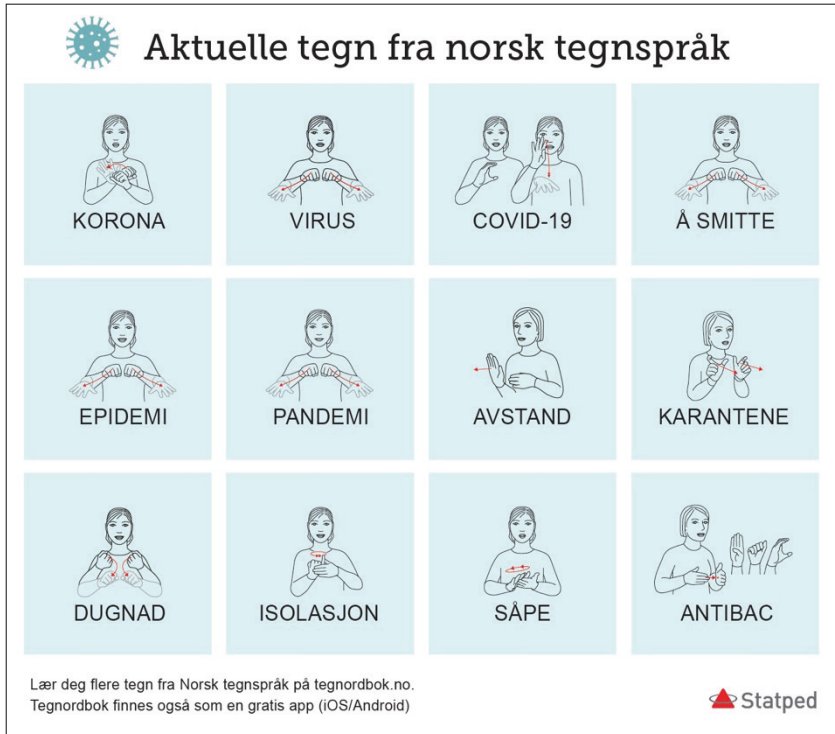 Aktuelle tegn fra norsk tegnspråk
KORONA
VIRUS
COVID-19
Å SMITTE
EPIDEMI
PANDEMI
AVSTAND
KARANTENE
DUGNAD
ISOLASJON
SÅPE
ANTIBAC
Lær deg flere tegn fra Norsk tegnspråk på tegnordbok.no.
Tegnordbok finnes også som en gratis app (iOS/Android)
Statped